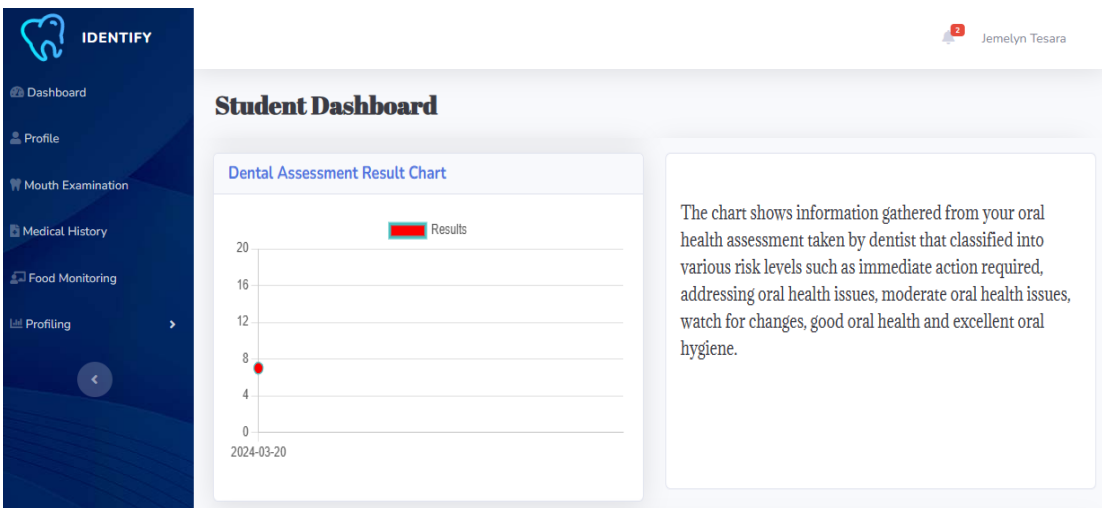 IDENTIFY
2
Jemelyn Tesara
Dashboard
Profile
Mouth Examination
Medical History
Food Monitoring
Profiling
Student Dashboard
Dental Assessment Result Chart
Results
20
16
12
8
4
0
2024-03-20
The chart shows information gathered from your oral
health assessment taken by dentist that classified into
various risk levels such as immediate action required,
addressing oral health issues, moderate oral health issues,
watch for changes, good oral health and excellent oral
hygiene.